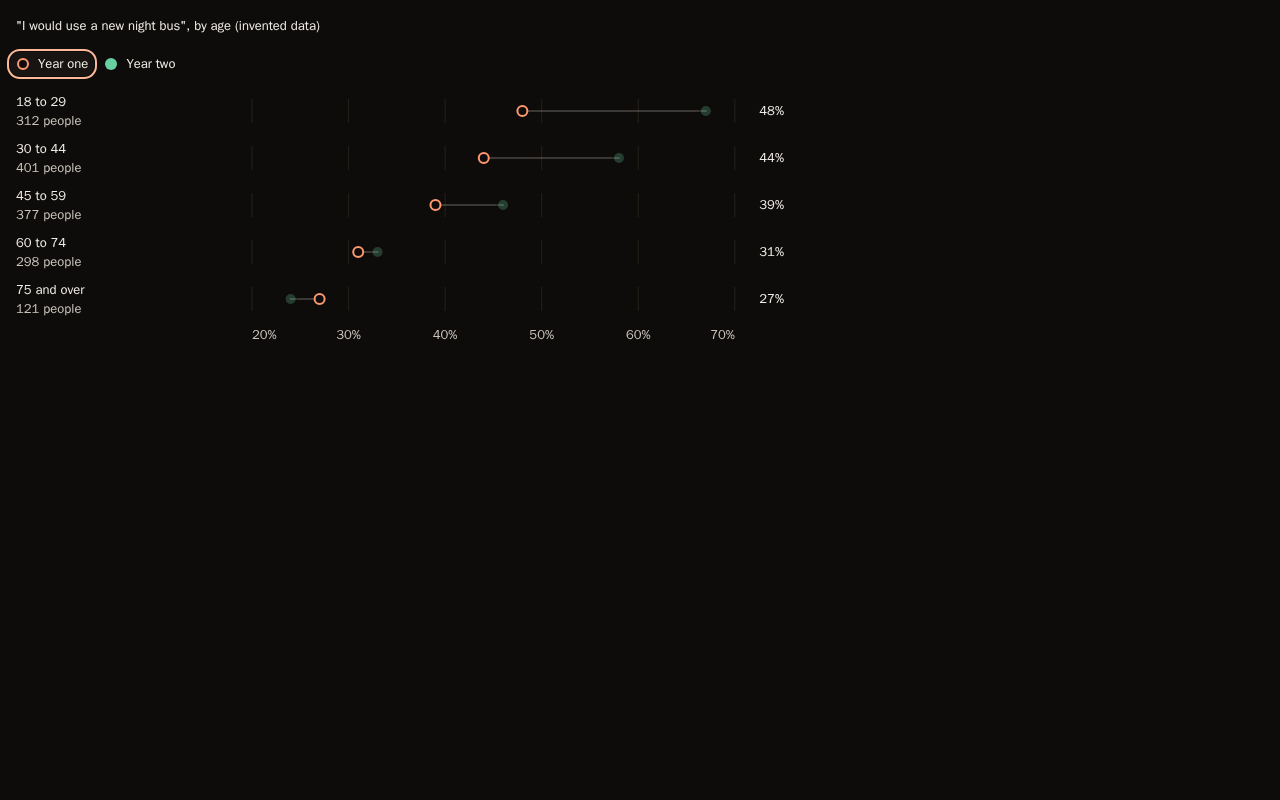 "I would use a new night bus", by age (invented data)
Year one
Year two
18 to 29
312 people
48%
30 to 44
401 people
44%
45 to 59
377 people
39%
60 to 74
298 people
31%
75 and over
121 people
27%
20% 30% 40% 50% 60% 70%